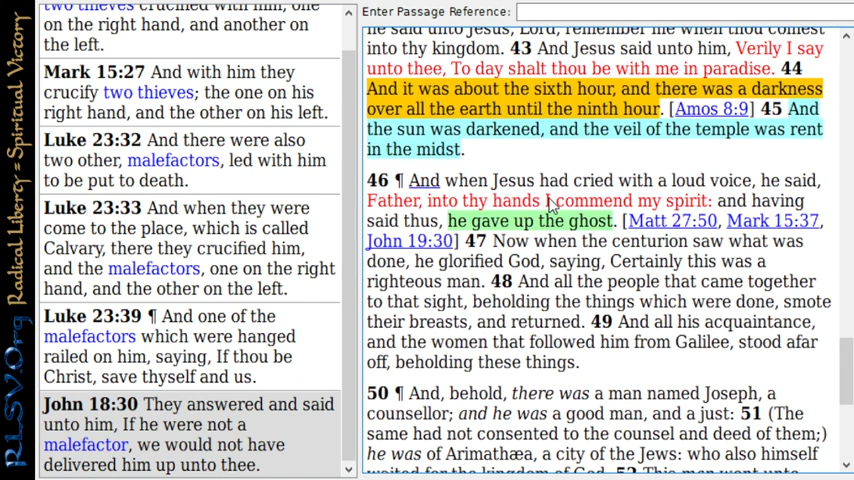 RLSV.Org Radical Liberty = Spiritual Victory
two thieves crucified with him, one
on the right hand, and another on
the left.
Mark 15:27 And with him they
crucify two thieves; the one on his
right hand, and the other on his left.
Luke 23:32 And there were also
two other, malefactors, led with him
to be put to death.
Luke 23:33 And when they were
come to the place, which is called
Calvary, there they crucified him,
and the malefactors, one on the right
hand, and the other on the left.
Luke 23:39 ¶ And one of the
malefactors which were hanged
railed on him, saying, If thou be
Christ, save thyself and us.
John 18:30 They answered and said
unto him, If he were not a
malefactor, we would not have
delivered him up unto thee.
Enter Passage Reference:
he said unto Jesus, Lord, remember me when thou comest
into thy kingdom. 43 And Jesus said unto him, Verily I say
unto thee, To day shalt thou be with me in paradise. 44
And it was about the sixth hour, and there was a darkness
over all the earth until the ninth hour. [Amos 8:9] 45 And
the sun was darkened, and the veil of the temple was rent
in the midst.
46 ¶ And when Jesus had cried with a loud voice, he said,
Father, into thy hands I commend my spirit: and having
said thus, he gave up the ghost. [Matt 27:50, Mark 15:37,
John 19:30] 47 Now when the centurion saw what was
done, he glorified God, saying, Certainly this was a
righteous man. 48 And all the people that came together
to that sight, beholding the things which were done, smote
their breasts, and returned. 49 And all his acquaintance,
and the women that followed him from Galilee, stood afar
off, beholding these things.
50 ¶ And, behold, there was a man named Joseph, a
counsellor; and he was a good man, and a just: 51 (The
same had not consented to the counsel and deed of them;)
he was of Arimathæa, a city of the Jews: who also himself
waited for the kingdom of God. 52 This man went unto